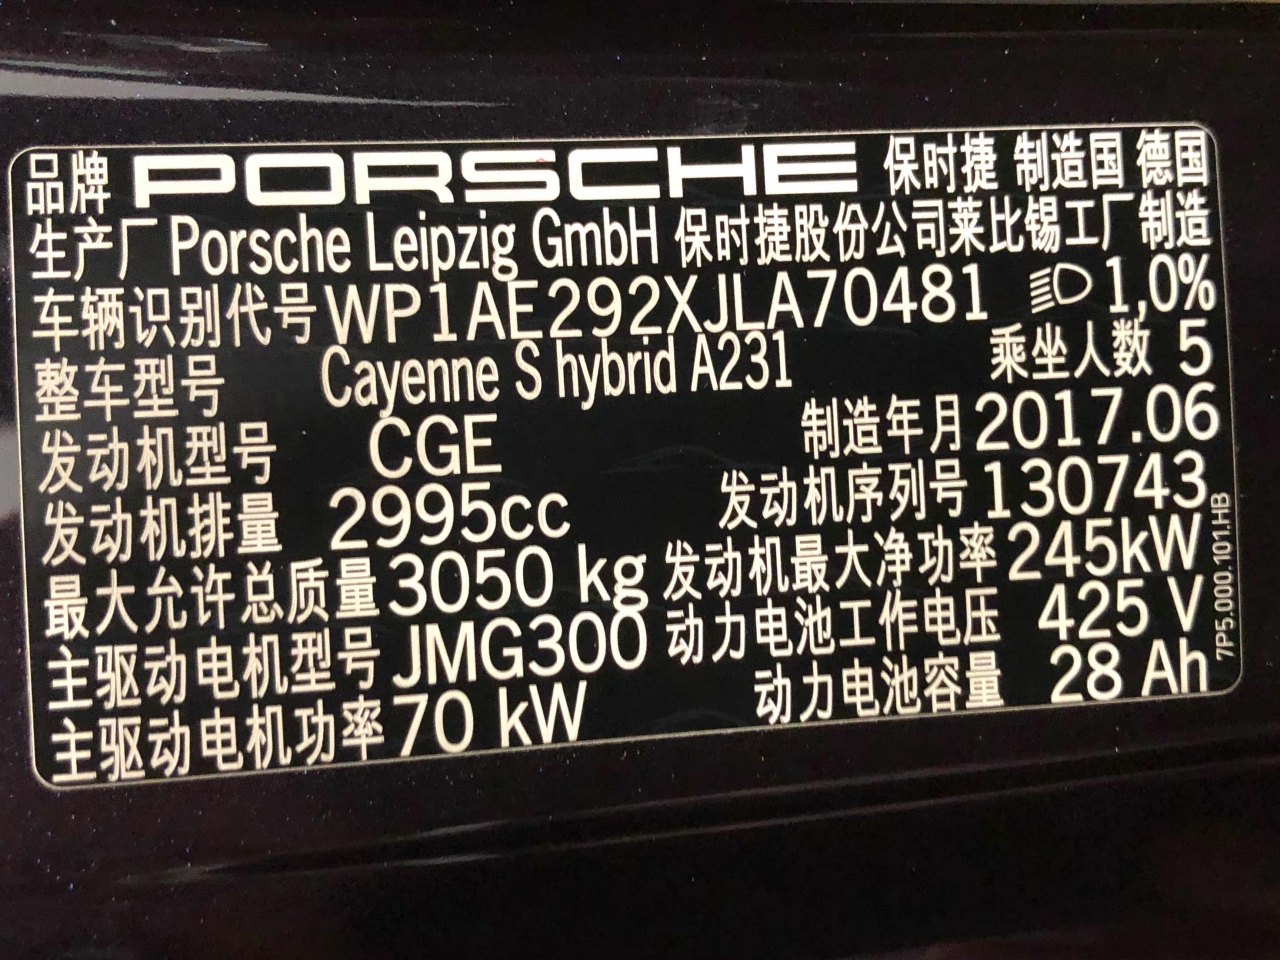 品牌 PORSCHE 保时捷 制造国 德国
生产厂 Porsche Leipzig GmbH 保时捷股份公司莱比锡工厂制造
车辆识别代号 WP1AE292XJLA70481 1,0%
整车型号 Cayenne S hybrid A231 乘坐人数 5
发动机型号 CGE 制造年月 2017.06
发动机排量 2995cc 发动机序列号 130743
最大允许总质量 3050 kg 发动机最大净功率 245kW
主驱动电机型号 JMG300 动力电池工作电压 425 V
主驱动电机功率 70 kW 动力电池容量 28 Ah
7P5.000.101.HB